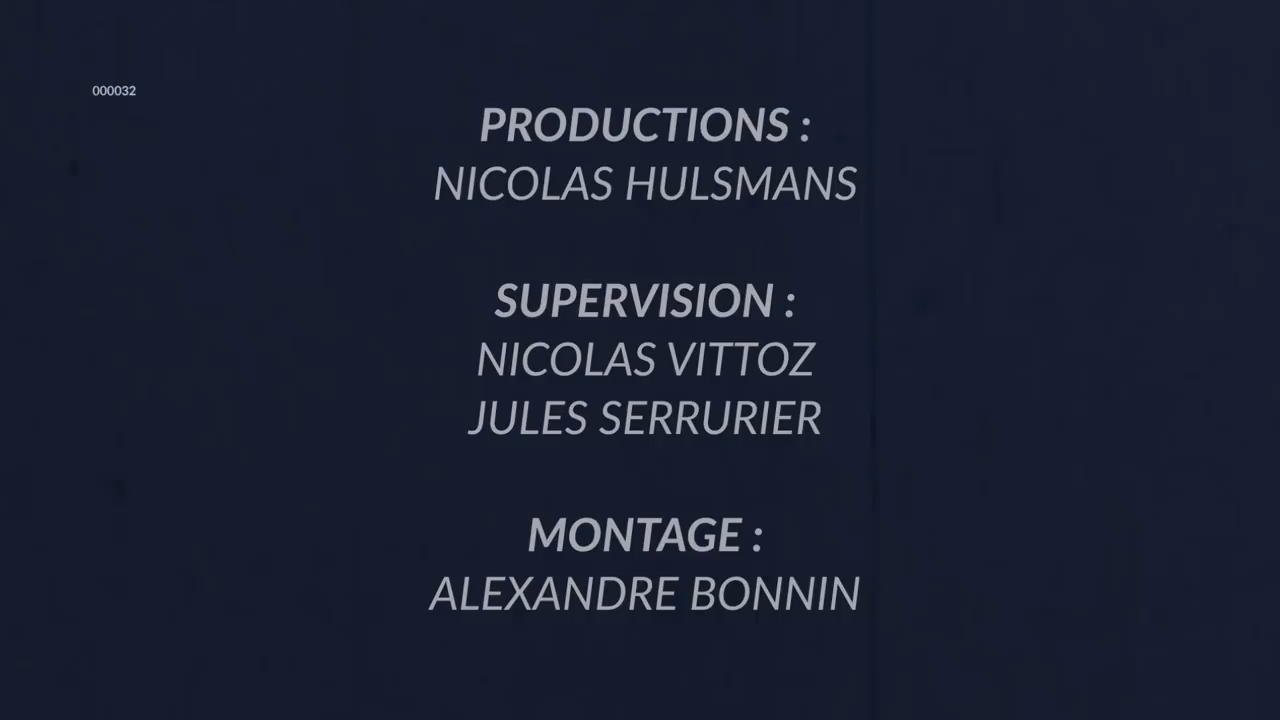 000032
PRODUCTIONS :
NICOLAS HULSMANS
SUPERVISION :
NICOLAS VITTOZ
JULES SERRURIER
MONTAGE :
ALEXANDRE BONNIN